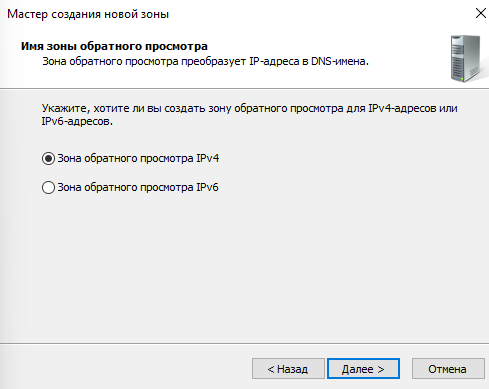 Мастер создания новой зоны
Имя зоны обратного просмотра
Зона обратного просмотра преобразует IP-адреса в DNS-имена.
Укажите, хотите ли вы создать зону обратного просмотра для IPv4-адресов или
IPv6-адресов.
Зона обратного просмотра IPv4
Зона обратного просмотра IPv6
< Назад
Далее >
Отмена